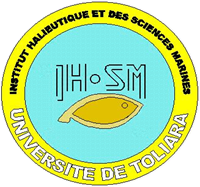 INSTITUT HALIEUTIQUE ET DES SCIENCES MARINES
IH•SM
UNIVERSITE DE TOLIARA